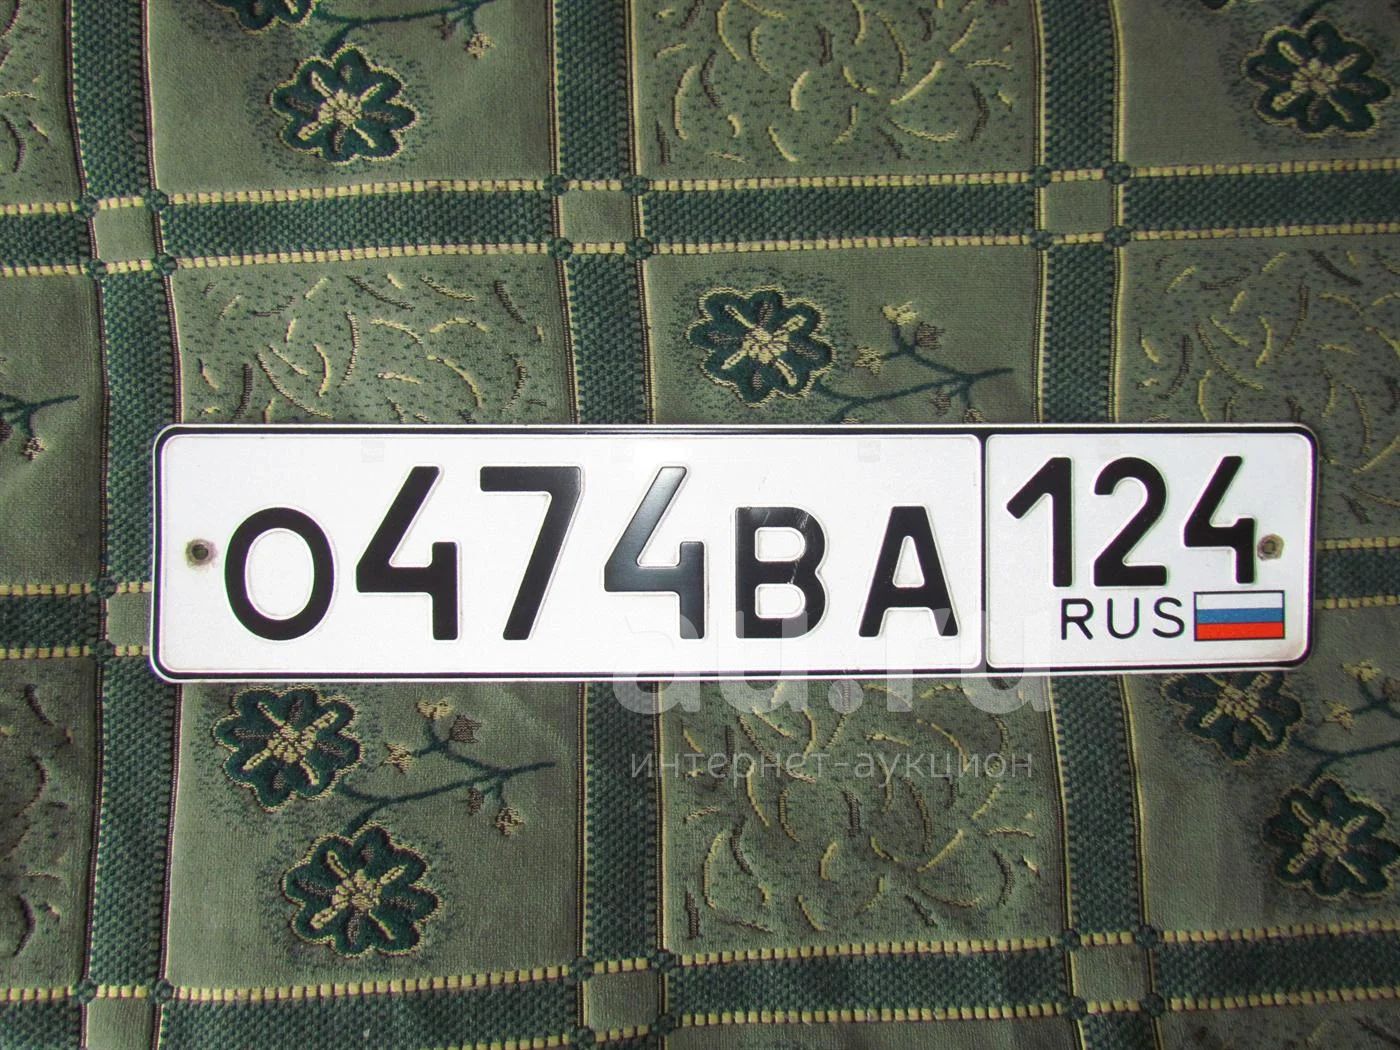 О474ВА 124
RUS
au.ru
интернет-аукцион